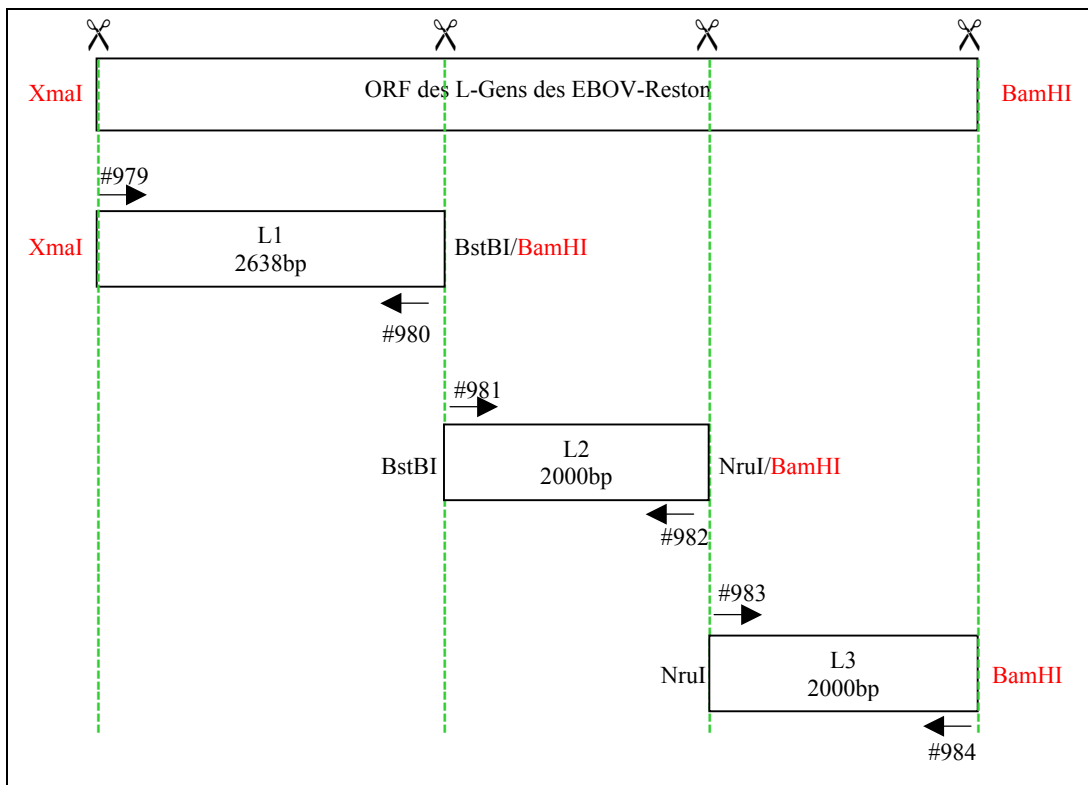 XmaI
ORF des L-Gens des EBOV-Reston
BamHI
#979
XmaI
L1
2638bp
BstBI/BamHI
#980
#981
BstBI
L2
2000bp
NruI/BamHI
#982
#983
NruI
L3
2000bp
BamHI
#984